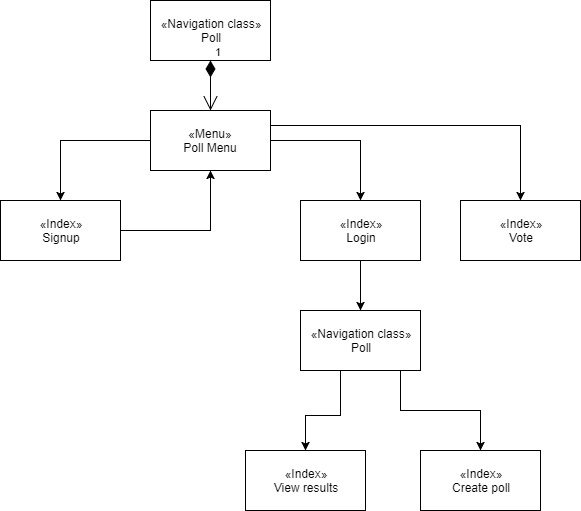 «Navigation class»
Poll
1
«Menu»
Poll Menu
«Index»
Signup
«Index»
Login
«Index»
Vote
«Navigation class»
Poll
«Index»
View results
«Index»
Create poll